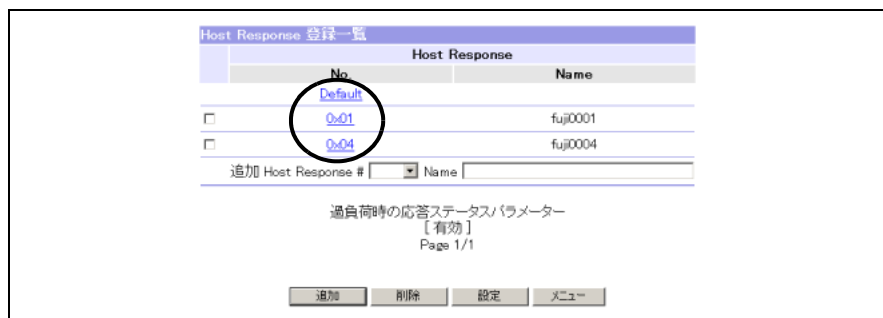 Host Response 登録一覧
Host Response
No. Name
Default
0x01 fuji0001
0x04 fuji0004
追加 Host Response # Name
過負荷時の応答ステータスパラメーター
[ 有効 ]
Page 1/1
追加 削除 設定 メニュー